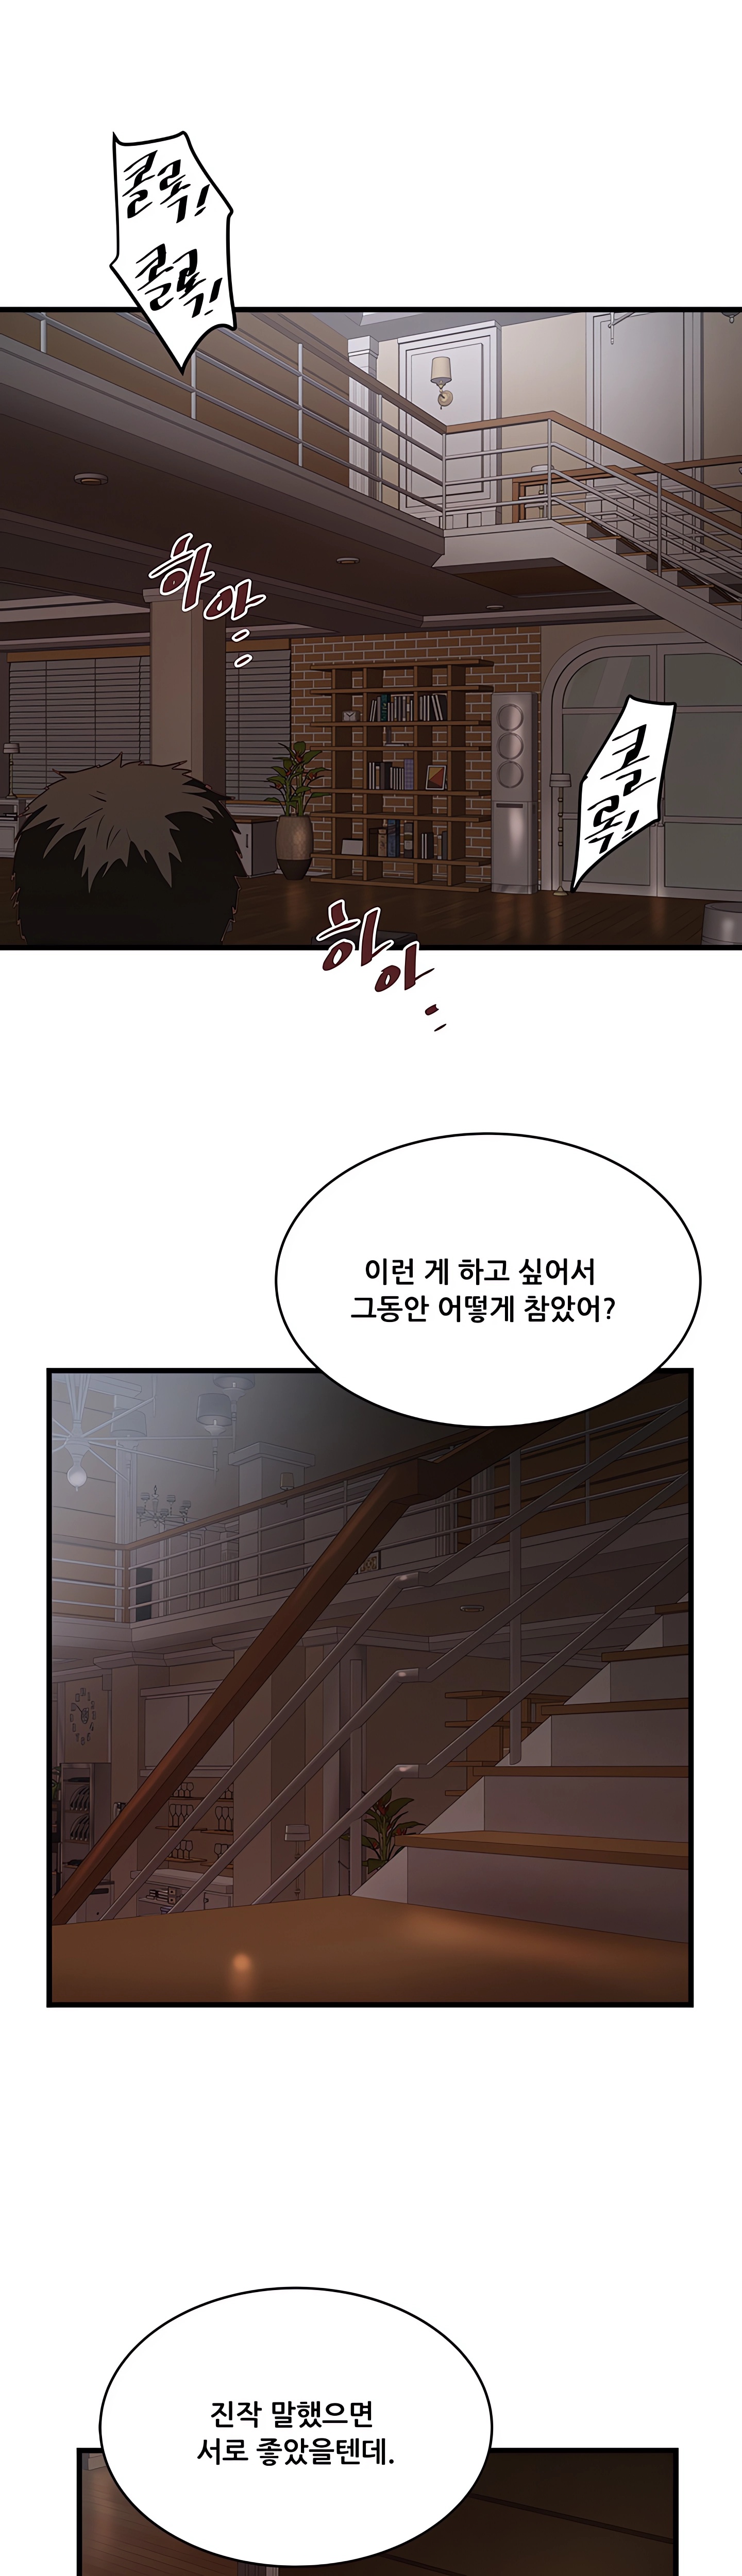 콜록!
콜록!
하아..
콜록!
하아..
이런 게 하고 싶어서
그동안 어떻게 참았어?
진작 말했으면
서로 좋았을텐데.